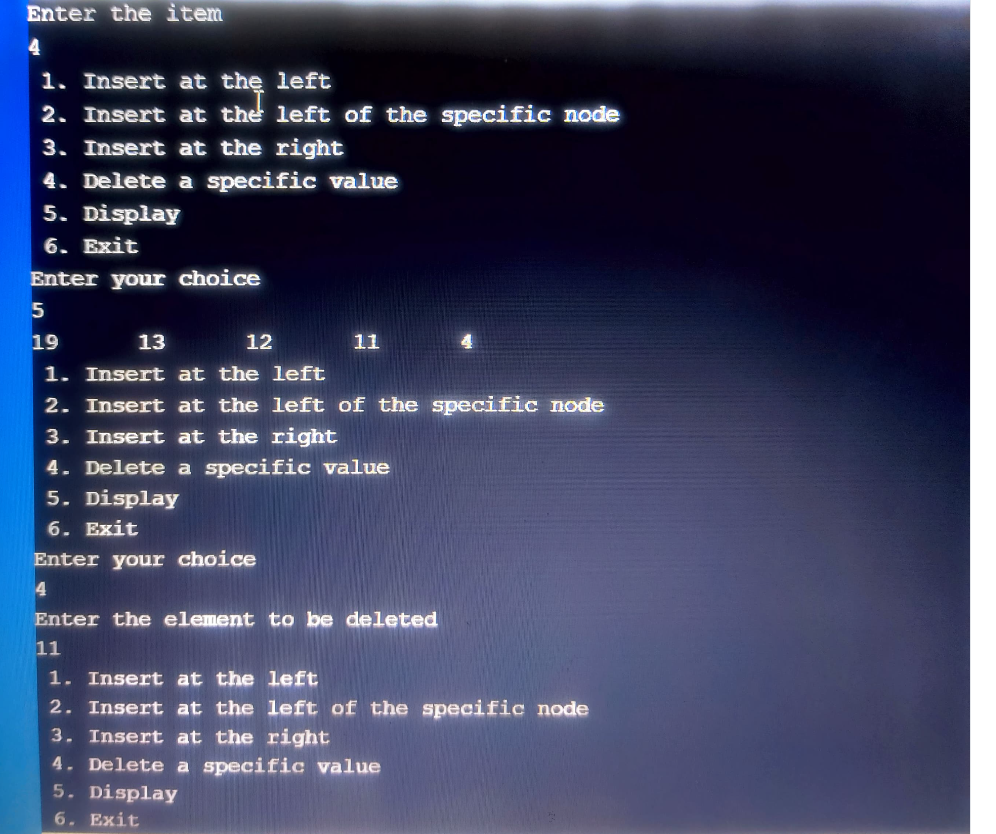 Enter the item
4
1. Insert at the left
2. Insert at the left of the specific node
3. Insert at the right
4. Delete a specific value
5. Display
6. Exit
Enter your choice
5
19 13 12 11 4
1. Insert at the left
2. Insert at the left of the specific node
3. Insert at the right
4. Delete a specific value
5. Display
6. Exit
Enter your choice
4
Enter the element to be deleted
11
1. Insert at the left
2. Insert at the left of the specific node
3. Insert at the right
4. Delete a specific value
5. Display
6. Exit